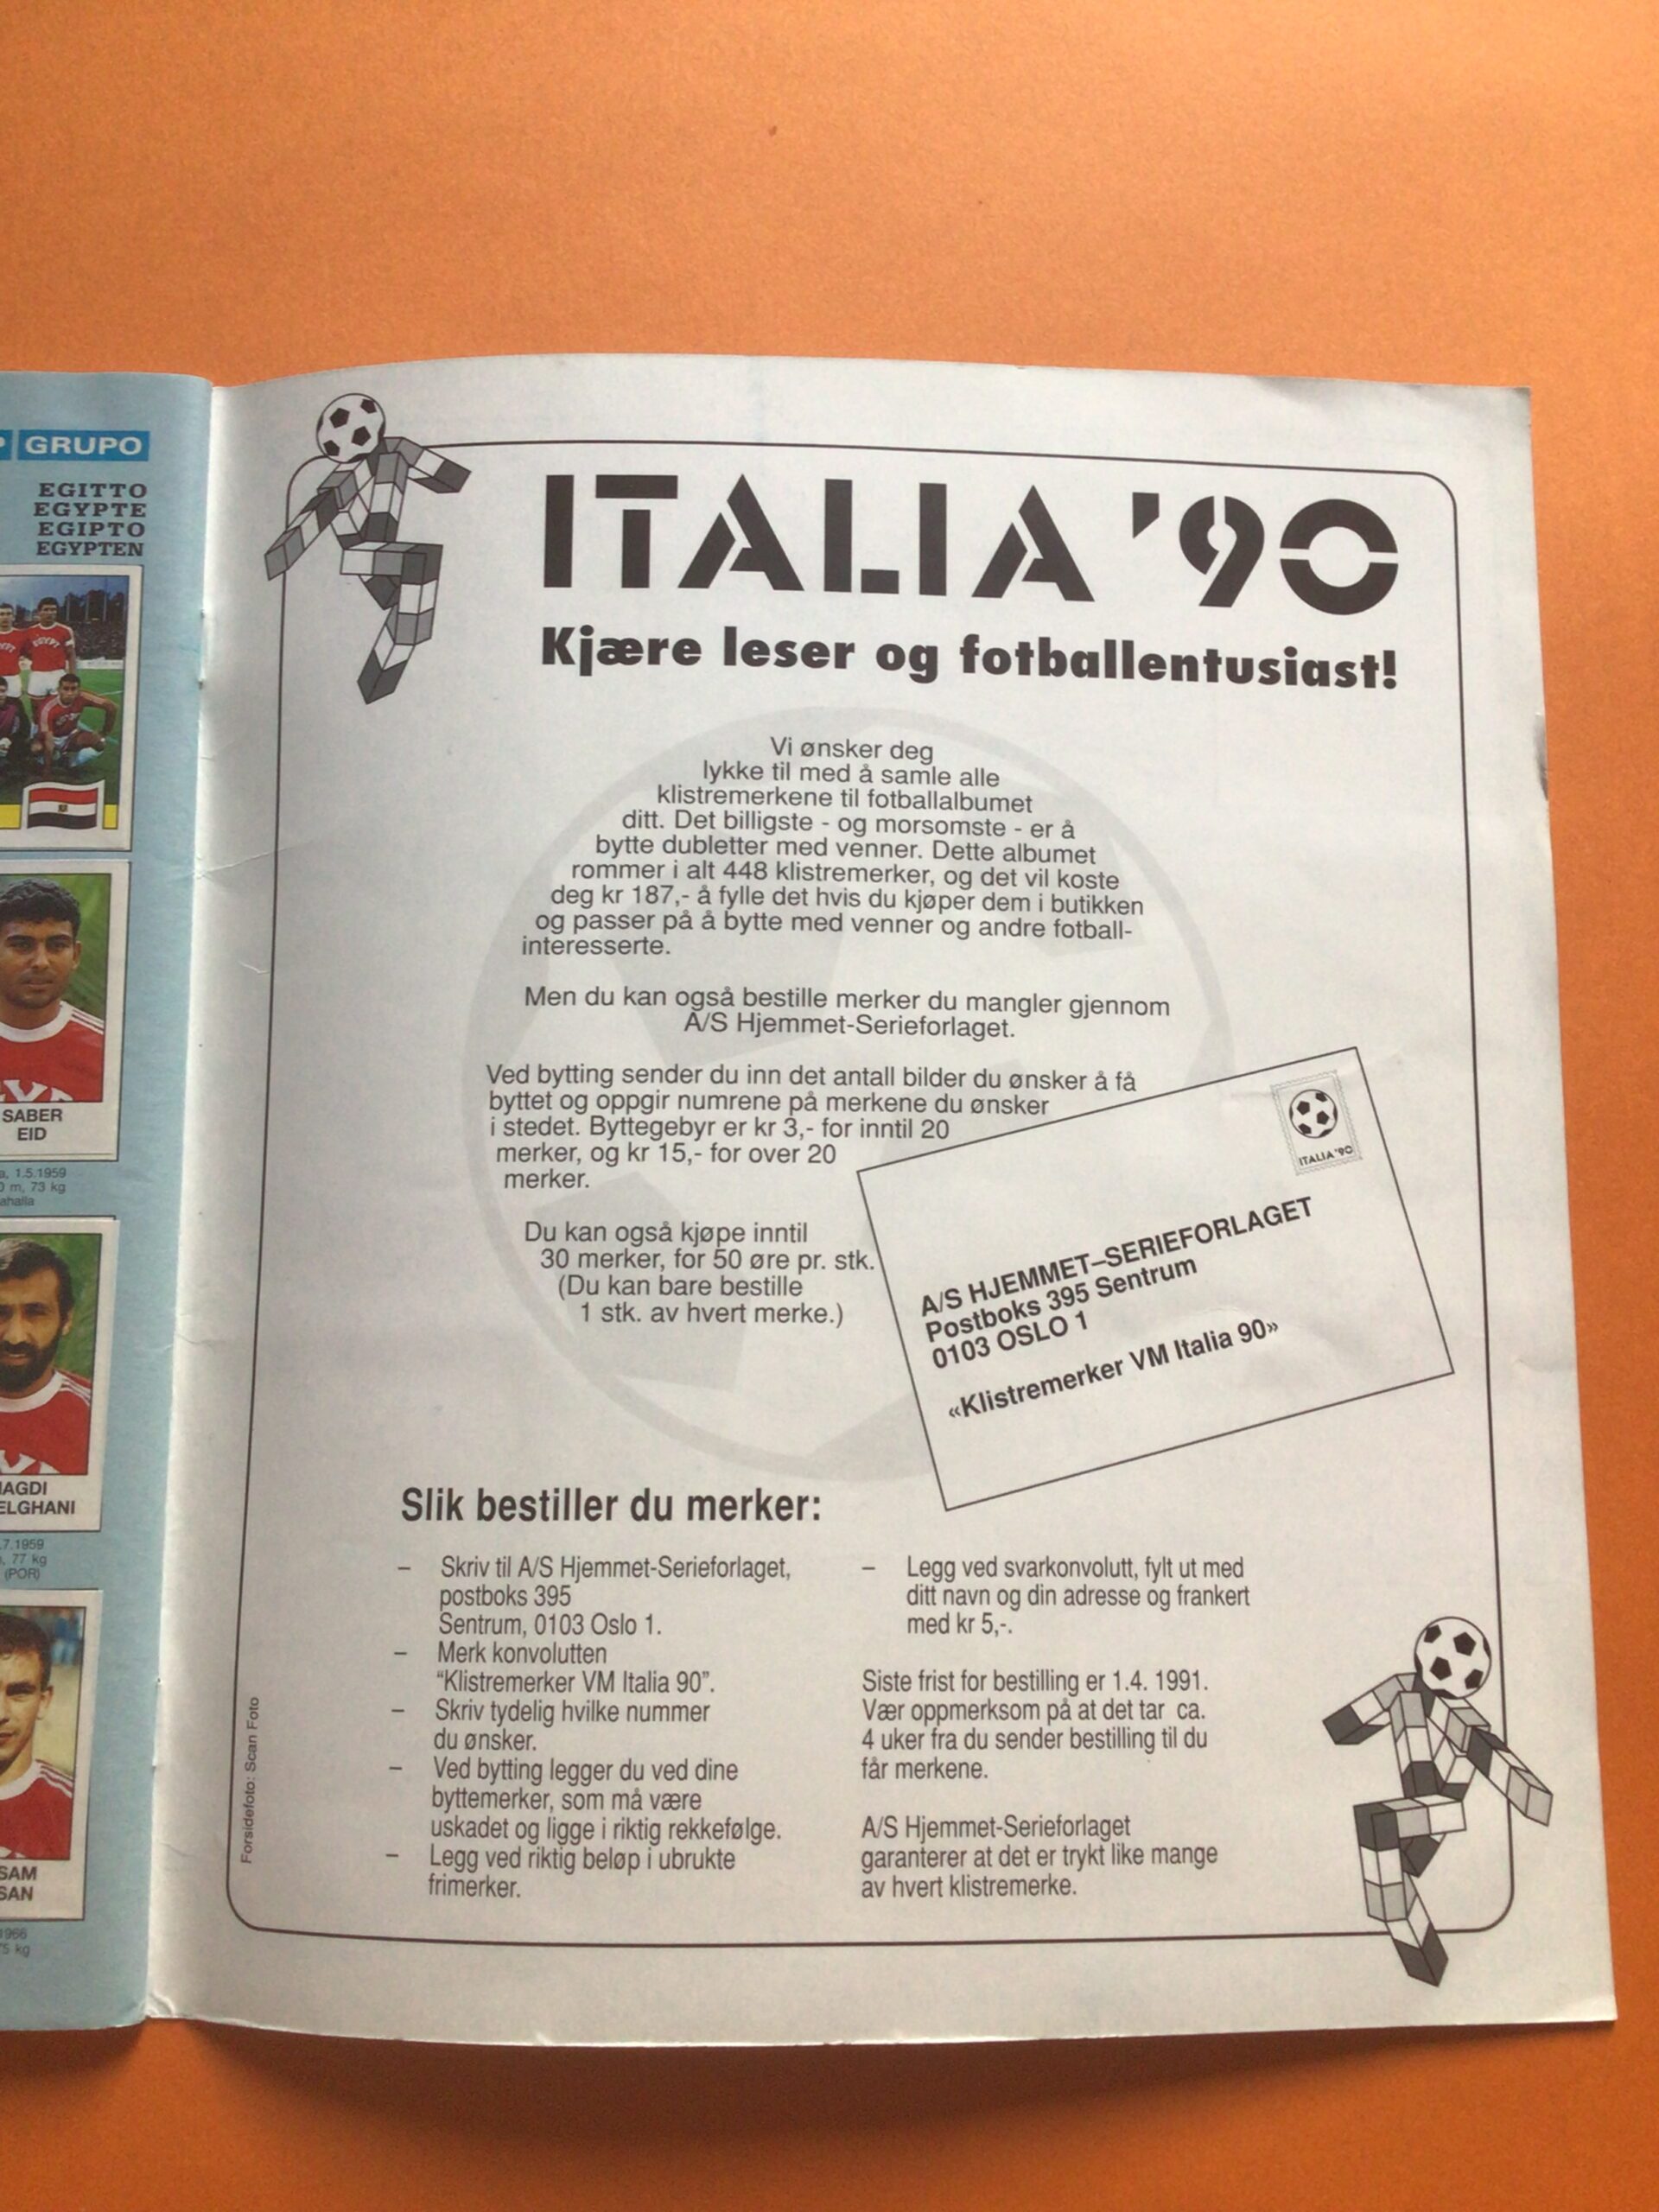 GRUPO
EGITTO
EGYPTE
EGIPTO
EGYPTEN
EGYPT
SABER
EID
1.5.1959
m, 73 kg
ELGHANI
7.1959
77 kg
(POR)
kg
ITALIA '90
Kjære leser og fotballentusiast!
Vi ønsker deg
lykke til med å samle alle
klistremerkene til fotballalbumet
ditt. Det billigste - og morsomste - er å
bytte dubletter med venner. Dette albumet
rommer i alt 448 klistremerker, og det vil koste
deg kr 187,- å fylle det hvis du kjøper dem i butikken
og passer på å bytte med venner og andre fotball-
interesserte.
Men du kan også bestille merker du mangler gjennom
A/S Hjemmet-Serieforlaget.
Ved bytting sender du inn det antall bilder du ønsker å få
byttet og oppgir numrene på merkene du ønsker
i stedet. Byttegebyr er kr 3,- for inntil 20
merker, og kr 15,- for over 20
merker.
Du kan også kjøpe inntil
30 merker, for 50 øre pr. stk.
(Du kan bare bestille
1 stk. av hvert merke.)
ITALIA '90
A/S HJEMMET–SERIEFORLAGET
Postboks 395 Sentrum
0103 OSLO 1
«Klistremerker VM Italia 90»
Slik bestiller du merker:
– Skriv til A/S Hjemmet-Serieforlaget,
postboks 395
Sentrum, 0103 Oslo 1.
– Merk konvolutten
“Klistremerker VM Italia 90”.
– Skriv tydelig hvilke nummer
du ønsker.
– Ved bytting legger du ved dine
byttemerker, som må være
uskadet og ligge i riktig rekkefølge.
– Legg ved riktig beløp i ubrukte
frimerker.
– Legg ved svarkonvolutt, fylt ut med
ditt navn og din adresse og frankert
med kr 5,-.
Siste frist for bestilling er 1.4. 1991.
Vær oppmerksom på at det tar ca.
4 uker fra du sender bestilling til du
får merkene.
A/S Hjemmet-Serieforlaget
garanterer at det er trykt like mange
av hvert klistremerke.
Forsidefoto: Scan Foto